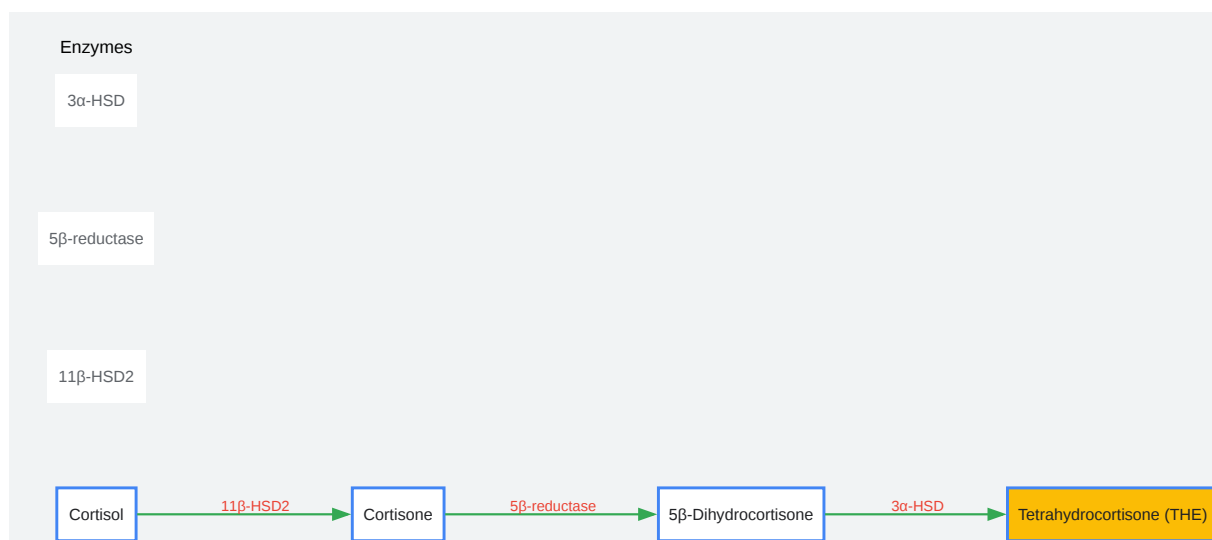 Enzymes
3α-HSD
5β-reductase
11β-HSD2
Cortisol
11β-HSD2
Cortisone
5β-reductase
5β-Dihydrocortisone
3α-HSD
Tetrahydrocortisone (THE)